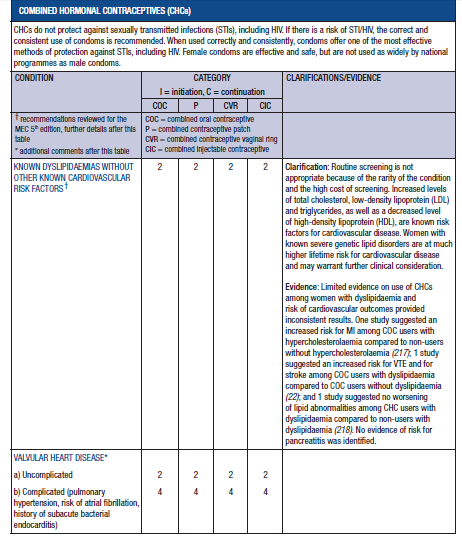 COMBINED HORMONAL CONTRACEPTIVES (CHCs)
CHCs do not protect against sexually transmitted infections (STIs), including HIV. If there is a risk of STI/HIV, the correct and
consistent use of condoms is recommended. When used correctly and consistently, condoms offer one of the most effective
methods of protection against STIs, including HIV. Female condoms are effective and safe, but are not used as widely by national
programmes as male condoms.
CONDITION
CATEGORY
I = initiation, C = continuation
COC P CVR CIC
CLARIFICATIONS/EVIDENCE
† recommendations reviewed for the
MEC 5th edition, further details after this
table
* additional comments after this table
COC = combined oral contraceptive
P = combined contraceptive patch
CVR = combined contraceptive vaginal ring
CIC = combined injectable contraceptive
KNOWN DYSLIPIDAEMIAS WITHOUT
OTHER KNOWN CARDIOVASCULAR
RISK FACTORS†
2 2 2 2
Clarification: Routine screening is not
appropriate because of the rarity of the condition
and the high cost of screening. Increased levels
of total cholesterol, low-density lipoprotein (LDL)
and triglycerides, as well as a decreased level
of high-density lipoprotein (HDL), are known risk
factors for cardiovascular disease. Women with
known severe genetic lipid disorders are at much
higher lifetime risk for cardiovascular disease
and may warrant further clinical consideration.
Evidence: Limited evidence on use of CHCs
among women with dyslipidaemia and
risk of cardiovascular outcomes provided
inconsistent results. One study suggested an
increased risk for MI among COC users with
hypercholesterolaemia compared to non-users
without hypercholesterolaemia (217); 1 study
suggested an increased risk for VTE and for
stroke among COC users with dyslipidaemia
compared to COC users without dyslipidaemia
(22); and 1 study suggested no worsening
of lipid abnormalities among CHC users with
dyslipidaemia compared to non-users with
dyslipidaemia (218). No evidence of risk for
pancreatitis was identified.
VALVULAR HEART DISEASE*
a) Uncomplicated 2 2 2 2
b) Complicated (pulmonary 4 4 4 4
hypertension, risk of atrial fibrillation,
history of subacute bacterial
endocarditis)